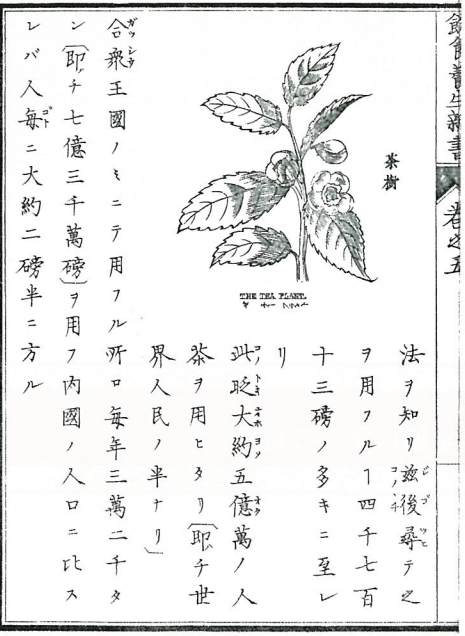 飲食養生新書 巻之五
茶樹
THE TEA PLANT.
法ヲ知リ茲後尋テ之
ヲ用フルヿ四千七百
十三磅ノ多キニ至レ
リ
此眨大約五億萬ノ人
茶ヲ用ヒタリ〔即チ世
界人民ノ半ナリ〕
合衆王國ノミニテ用フル所ロ毎年三萬二千タ
ン〔即チ七億三千萬磅〕ヲ用フ内國ノ人口ニ比ス
レバ人毎ニ大約二磅半ニ方ル